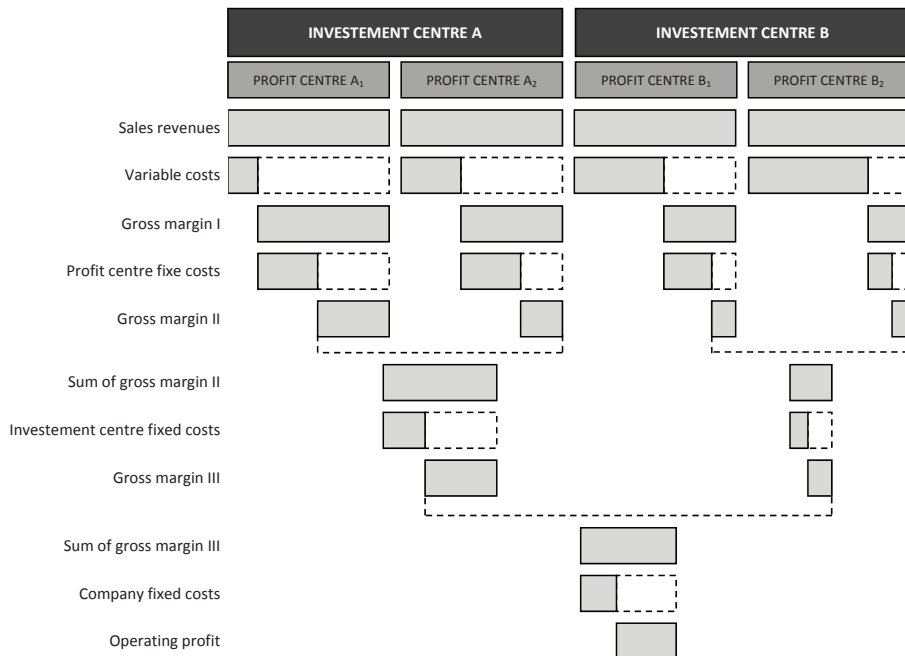 INVESTEMENT CENTRE A
INVESTEMENT CENTRE B
PROFIT CENTRE A₁
PROFIT CENTRE A₂
PROFIT CENTRE B₁
PROFIT CENTRE B₂
Sales revenues
Variable costs
Gross margin I
Profit centre fixe costs
Gross margin II
Sum of gross margin II
Investement centre fixed costs
Gross margin III
Sum of gross margin III
Company fixed costs
Operating profit